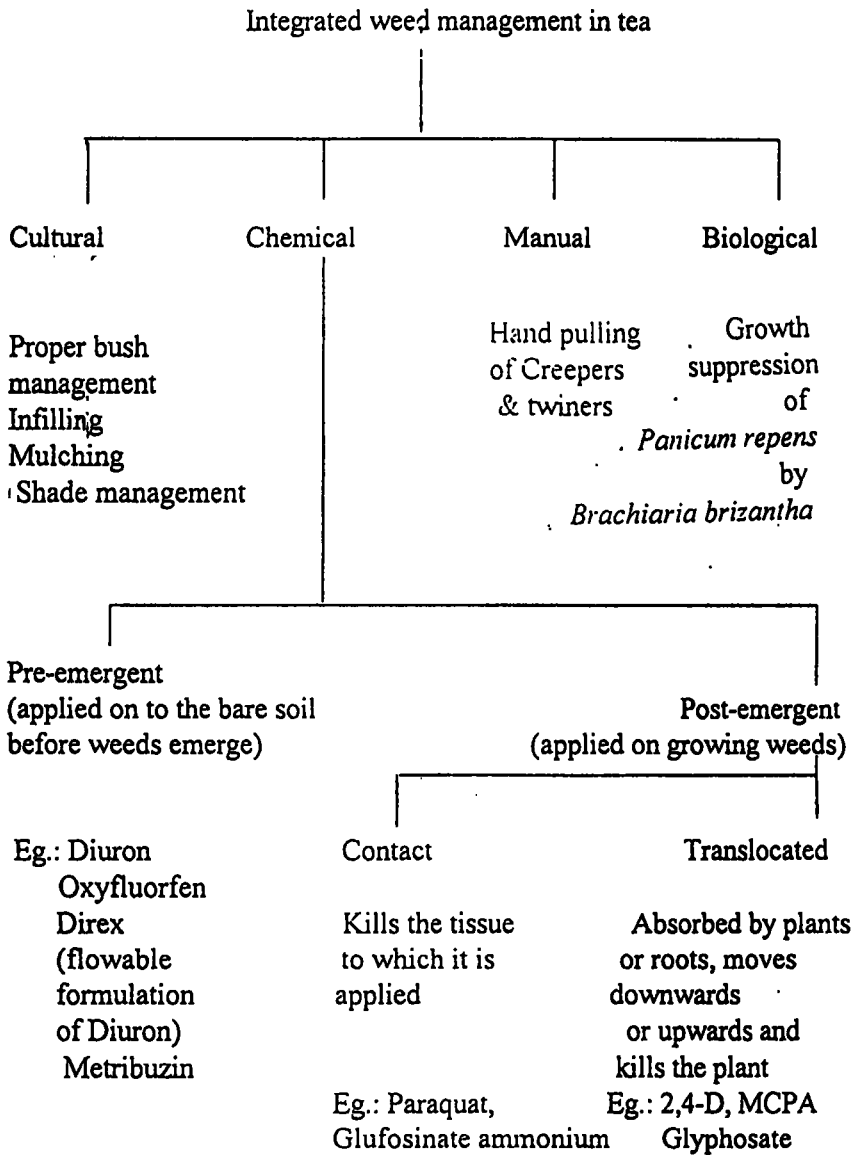 Integrated weed management in tea
Cultural
Chemical
Manual
Biological
Proper bush
management
Infilling
Mulching
Shade management
Hand pulling
of Creepers
& twiners
Growth
suppression
of
Panicum repens
by
Brachiaria brizantha
Pre-emergent
(applied on to the bare soil
before weeds emerge)
Post-emergent
(applied on growing weeds)
Eg.: Diuron
Oxyfluorfen
Direx
(flowable
formulation
of Diuron)
Metribuzin
Contact
Kills the tissue
to which it is
applied
Eg.: Paraquat,
Glufosinate ammonium
Translocated
Absorbed by plants
or roots, moves
downwards
or upwards and
kills the plant
Eg.: 2,4-D, MCPA
Glyphosate